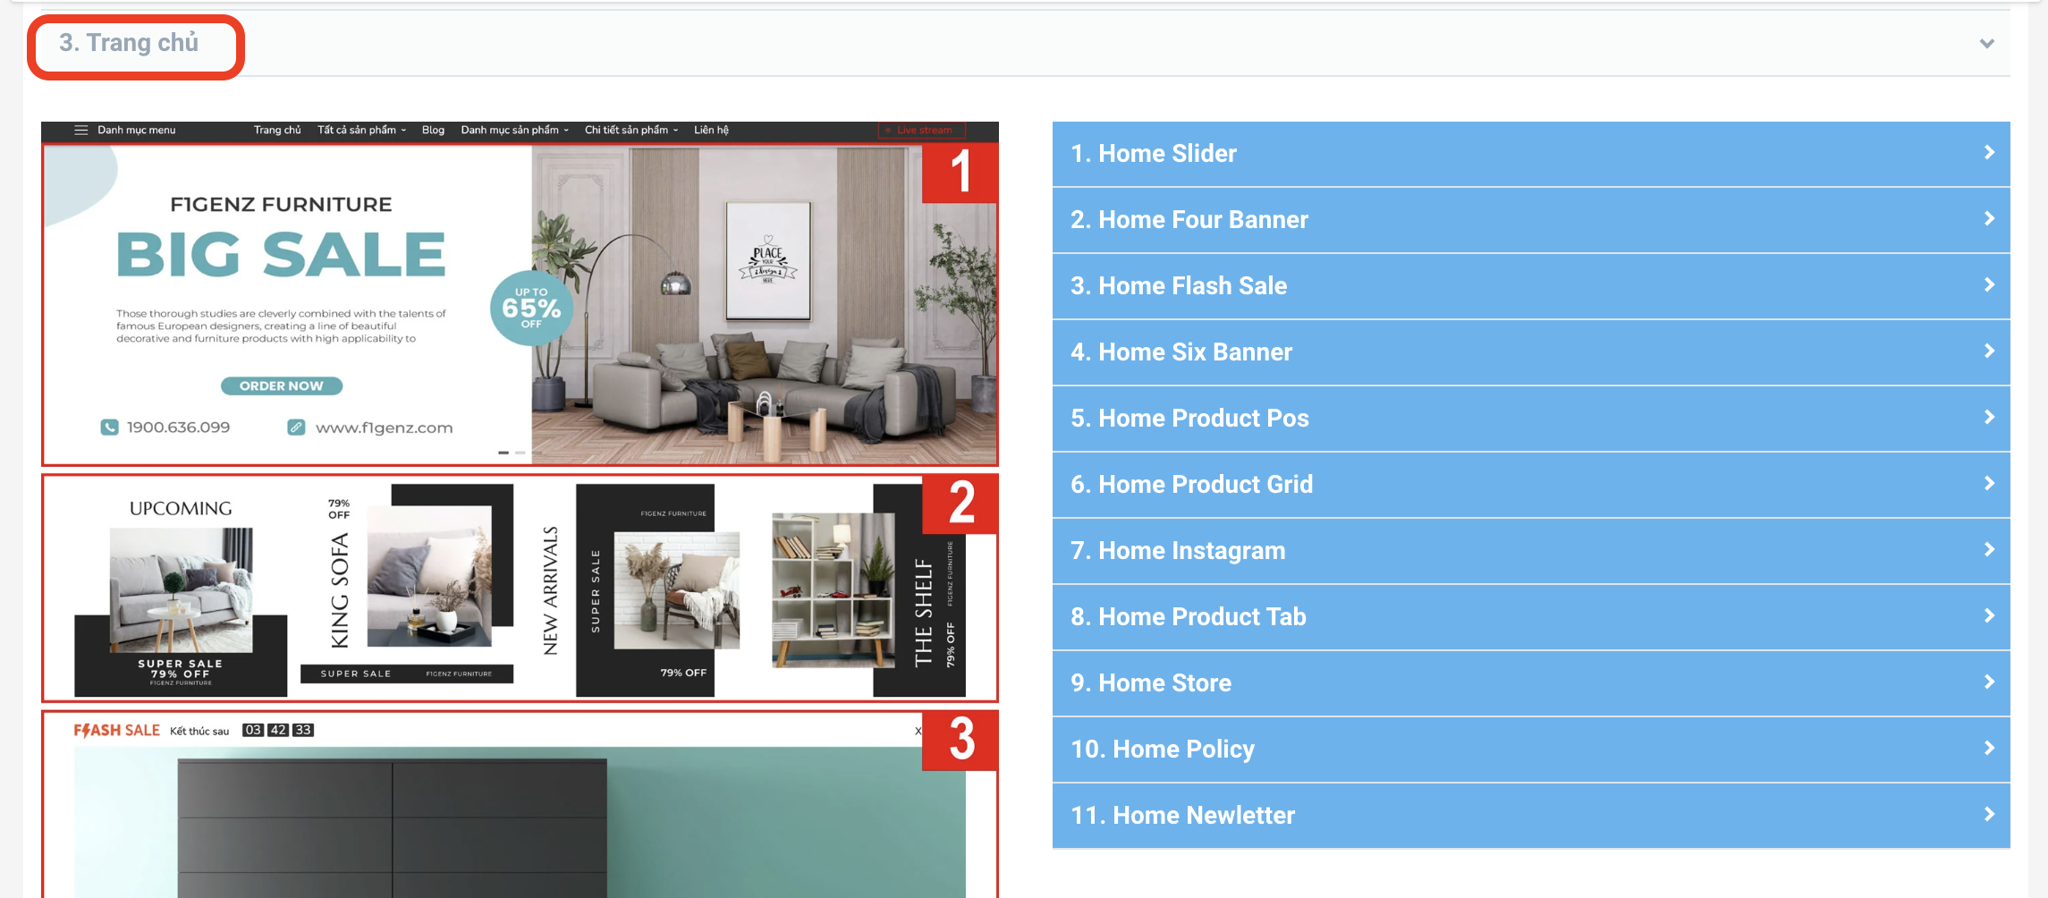 3. Trang chủ
Danh mục menu
Trang chủ
Tất cả sản phẩm
Blog
Danh mục sản phẩm
Chi tiết sản phẩm
Liên hệ
Live stream
1
F1GENZ FURNITURE
BIG SALE
Those thorough studies are cleverly combined with the talents of
famous European designers, creating a line of beautiful
decorative and furniture products with high applicability to
ORDER NOW
1900.636.099
www.f1genz.com
UP TO
65%
OFF
PLACE
YOUR
HERE
2
UPCOMING
SUPER SALE
79% OFF
F1GENZ FURNITURE
79%
OFF
KING SOFA
SUPER SALE
F1GENZ FURNITURE
NEW ARRIVALS
SUPER SALE
F1GENZ FURNITURE
79% OFF
THE SHELF
79% OFF
F1GENZ FURNITURE
3
FLASH SALE
Kết thúc sau
03 42 33
X
1. Home Slider
2. Home Four Banner
3. Home Flash Sale
4. Home Six Banner
5. Home Product Pos
6. Home Product Grid
7. Home Instagram
8. Home Product Tab
9. Home Store
10. Home Policy
11. Home Newletter